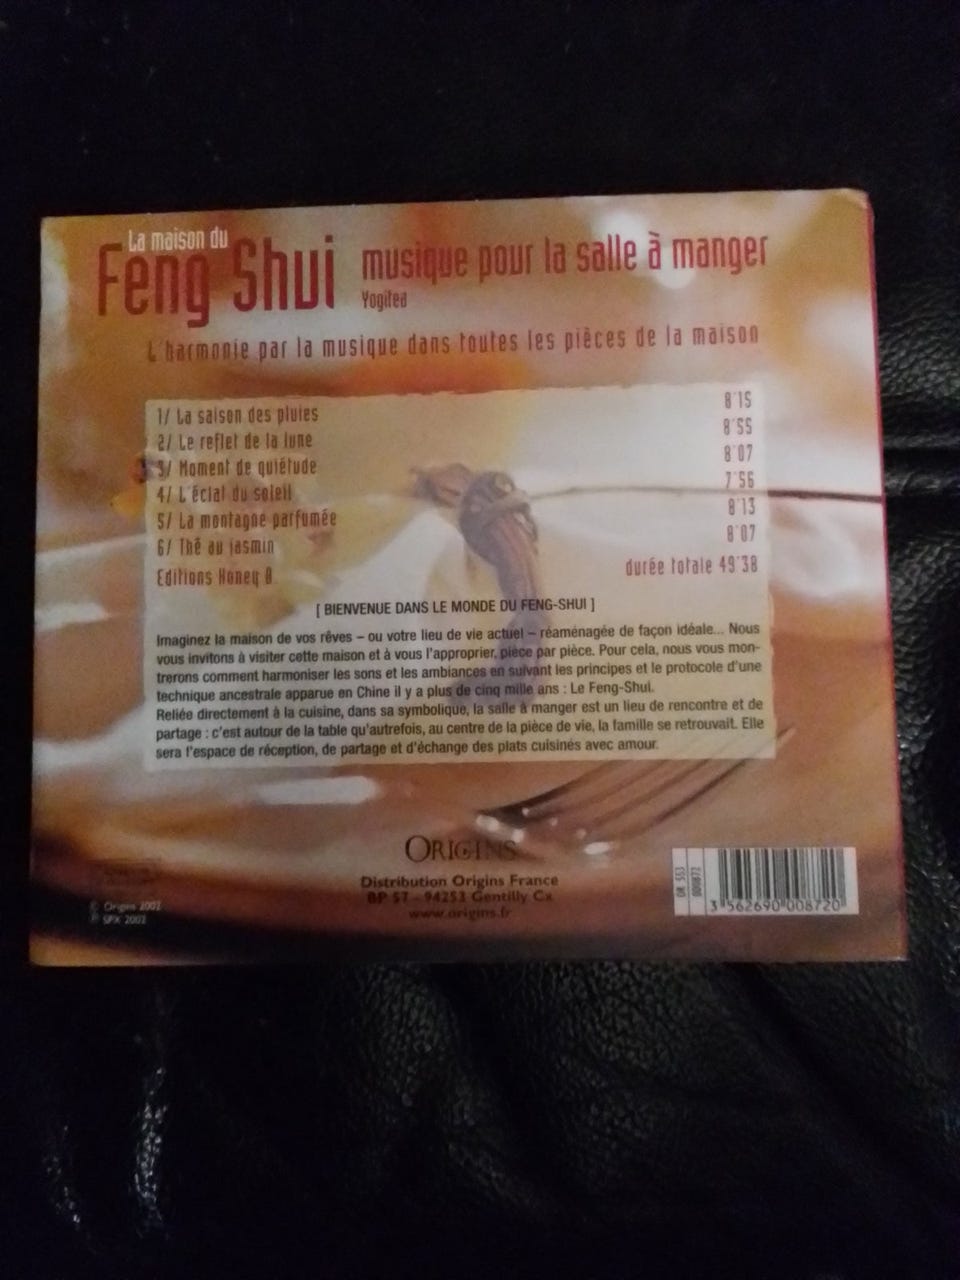 La maison du
Feng Shui
musique pour la salle à manger
Yogitea
L'harmonie par la musique dans toutes les pièces de la maison
1/ La saison des pluies 8'15
2/ Le reflet de la lune 8'55
3/ Moment de quiétude 8'07
4/ L'éclat du soleil 7'56
5/ La montagne parfumée 8'13
6/ Thé au jasmin 8'07
Editions Honey B. durée totale 49'38
[ BIENVENUE DANS LE MONDE DU FENG-SHUI ]
Imaginez la maison de vos rêves – ou votre lieu de vie actuel – réaménagée de façon idéale... Nous
vous invitons à visiter cette maison et à vous l'approprier, pièce par pièce. Pour cela, nous vous mon-
trerons comment harmoniser les sons et les ambiances en suivant les principes et le protocole d'une
technique ancestrale apparue en Chine il y a plus de cinq mille ans : Le Feng-Shui.
Reliée directement à la cuisine, dans sa symbolique, la salle à manger est un lieu de rencontre et de
partage : c'est autour de la table qu'autrefois, au centre de la pièce de vie, la famille se retrouvait. Elle
sera l'espace de réception, de partage et d'échange des plats cuisinés avec amour.
ORIGINS
Distribution Origins France
BP 57 - 94253 Gentilly Cx
www.origins.fr
© Origins 2002
℗ SPX 2002
OR 553
000872
3 562690 008720